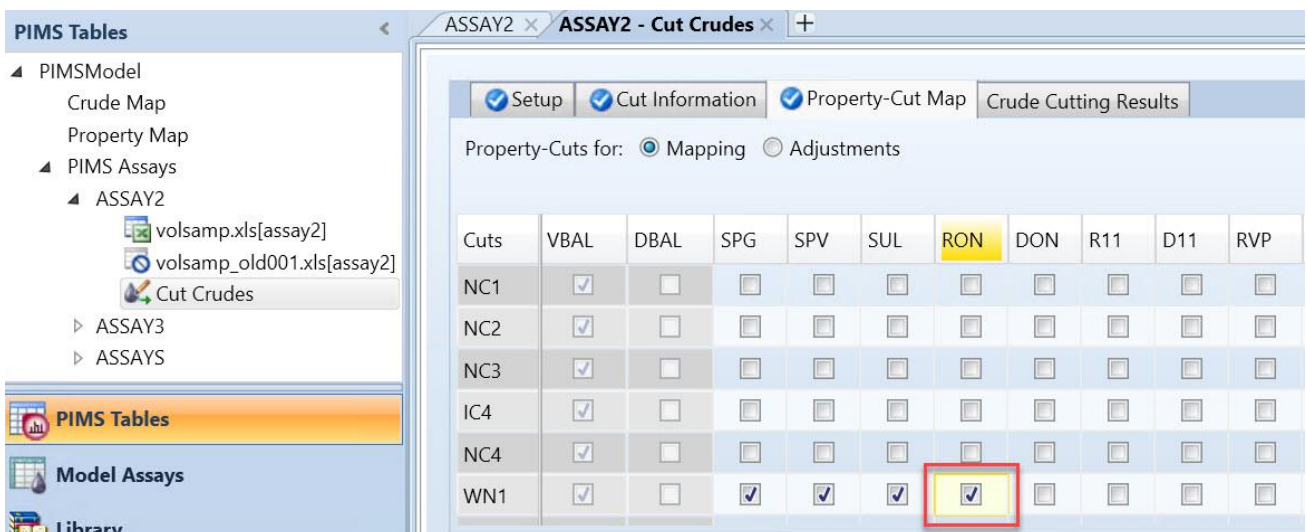 PIMS Tables
PIMSModel
Crude Map
Property Map
PIMS Assays
ASSAY2
volsamp.xls[assay2]
volsamp_old001.xls[assay2]
Cut Crudes
ASSAY3
ASSAYS
PIMS Tables
Model Assays
Library
ASSAY2 ASSAY2 - Cut Crudes
Setup Cut Information Property-Cut Map Crude Cutting Results
Property-Cuts for: Mapping Adjustments
Cuts VBAL DBAL SPG SPV SUL RON DON R11 D11 RVP
NC1
NC2
NC3
IC4
NC4
WN1